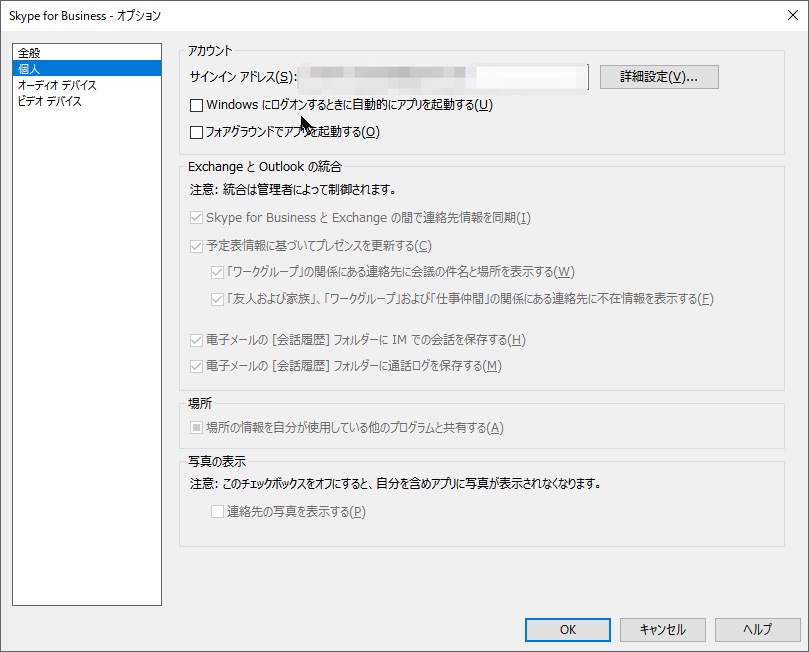 Skype for Business - オプション
全般
個人
オーディオ デバイス
ビデオ デバイス
アカウント
サインイン アドレス(S):
詳細設定(V)...
Windows にログオンするときに自動的にアプリを起動する(U)
フォアグラウンドでアプリを起動する(O)
Exchange と Outlook の統合
注意: 統合は管理者によって制御されます。
Skype for Business と Exchange の間で連絡先情報を同期(I)
予定表情報に基づいてプレゼンスを更新する(C)
「ワークグループ」の関係にある連絡先に会議の件名と場所を表示する(W)
「友人および家族」、「ワークグループ」および「仕事仲間」の関係にある連絡先に不在情報を表示する(F)
電子メールの [会話履歴] フォルダーに IM での会話を保存する(H)
電子メールの [会話履歴] フォルダーに通話ログを保存する(M)
場所
場所の情報を自分が使用している他のプログラムと共有する(A)
写真の表示
注意: このチェックボックスをオフにすると、自分を含めアプリに写真が表示されなくなります。
連絡先の写真を表示する(P)
OK
キャンセル
ヘルプ